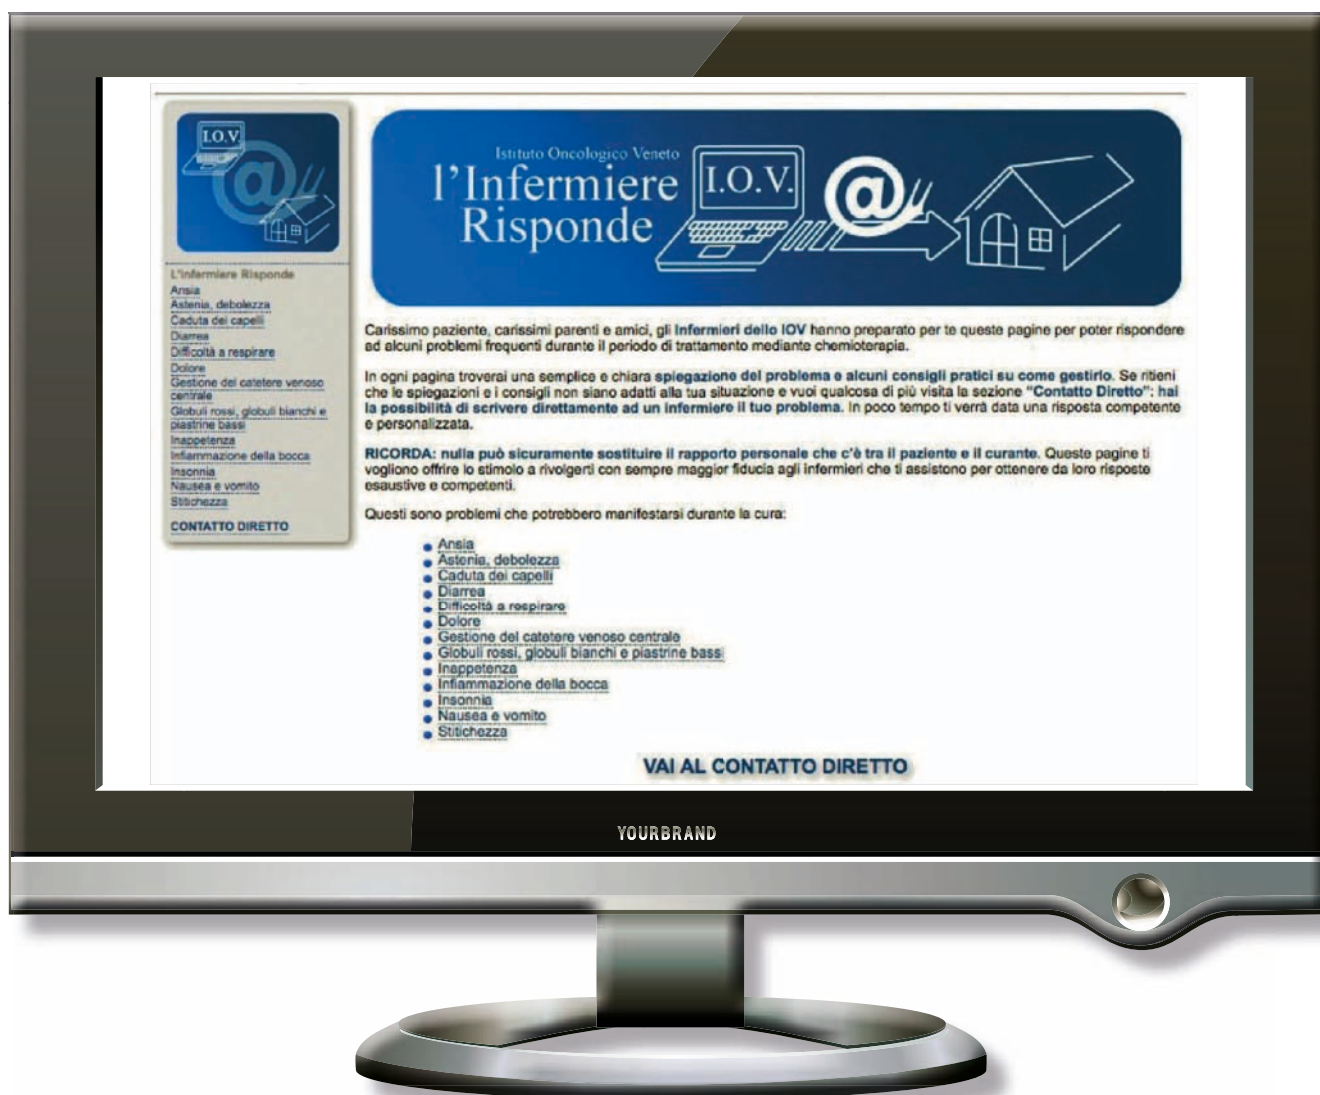 I.O.V.
L'Infermiere Risponde
Ansia
Astenia, debolezza
Caduta dei capelli
Diarrea
Difficoltà a respirare
Dolore
Gestione del catetere venoso
centrale
Globuli rossi, globuli bianchi e
piastrine bassi
Inappetenza
Infiammazione della bocca
Insonnia
Nausea e vomito
Stitichezza
CONTATTO DIRETTO
Istituto Oncologico Veneto
l'Infermiere
Risponde
I.O.V.
@
Carissimo paziente, carissimi parenti e amici, gli Infermieri dello IOV hanno preparato per te queste pagine per poter rispondere
ad alcuni problemi frequenti durante il periodo di trattamento mediante chemioterapia.
In ogni pagina troverai una semplice e chiara spiegazione del problema e alcuni consigli pratici su come gestirlo. Se ritieni
che le spiegazioni e i consigli non siano adatti alla tua situazione e vuoi qualcosa di più visita la sezione "Contatto Diretto": hai
la possibilità di scrivere direttamente ad un infermiere il tuo problema. In poco tempo ti verrà data una risposta competente
e personalizzata.
RICORDA: nulla può sicuramente sostituire il rapporto personale che c'è tra il paziente e il curante. Queste pagine ti
vogliono offrire lo stimolo a rivolgerti con sempre maggior fiducia agli infermieri che ti assistono per ottenere da loro risposte
esaustive e competenti.
Questi sono problemi che potrebbero manifestarsi durante la cura:
Ansia
Astenia, debolezza
Caduta dei capelli
Diarrea
Difficoltà a respirare
Dolore
Gestione del catetere venoso centrale
Globuli rossi, globuli bianchi e piastrine bassi
Inappetenza
Infiammazione della bocca
Insonnia
Nausea e vomito
Stitichezza
VAI AL CONTATTO DIRETTO
YOURBRAND